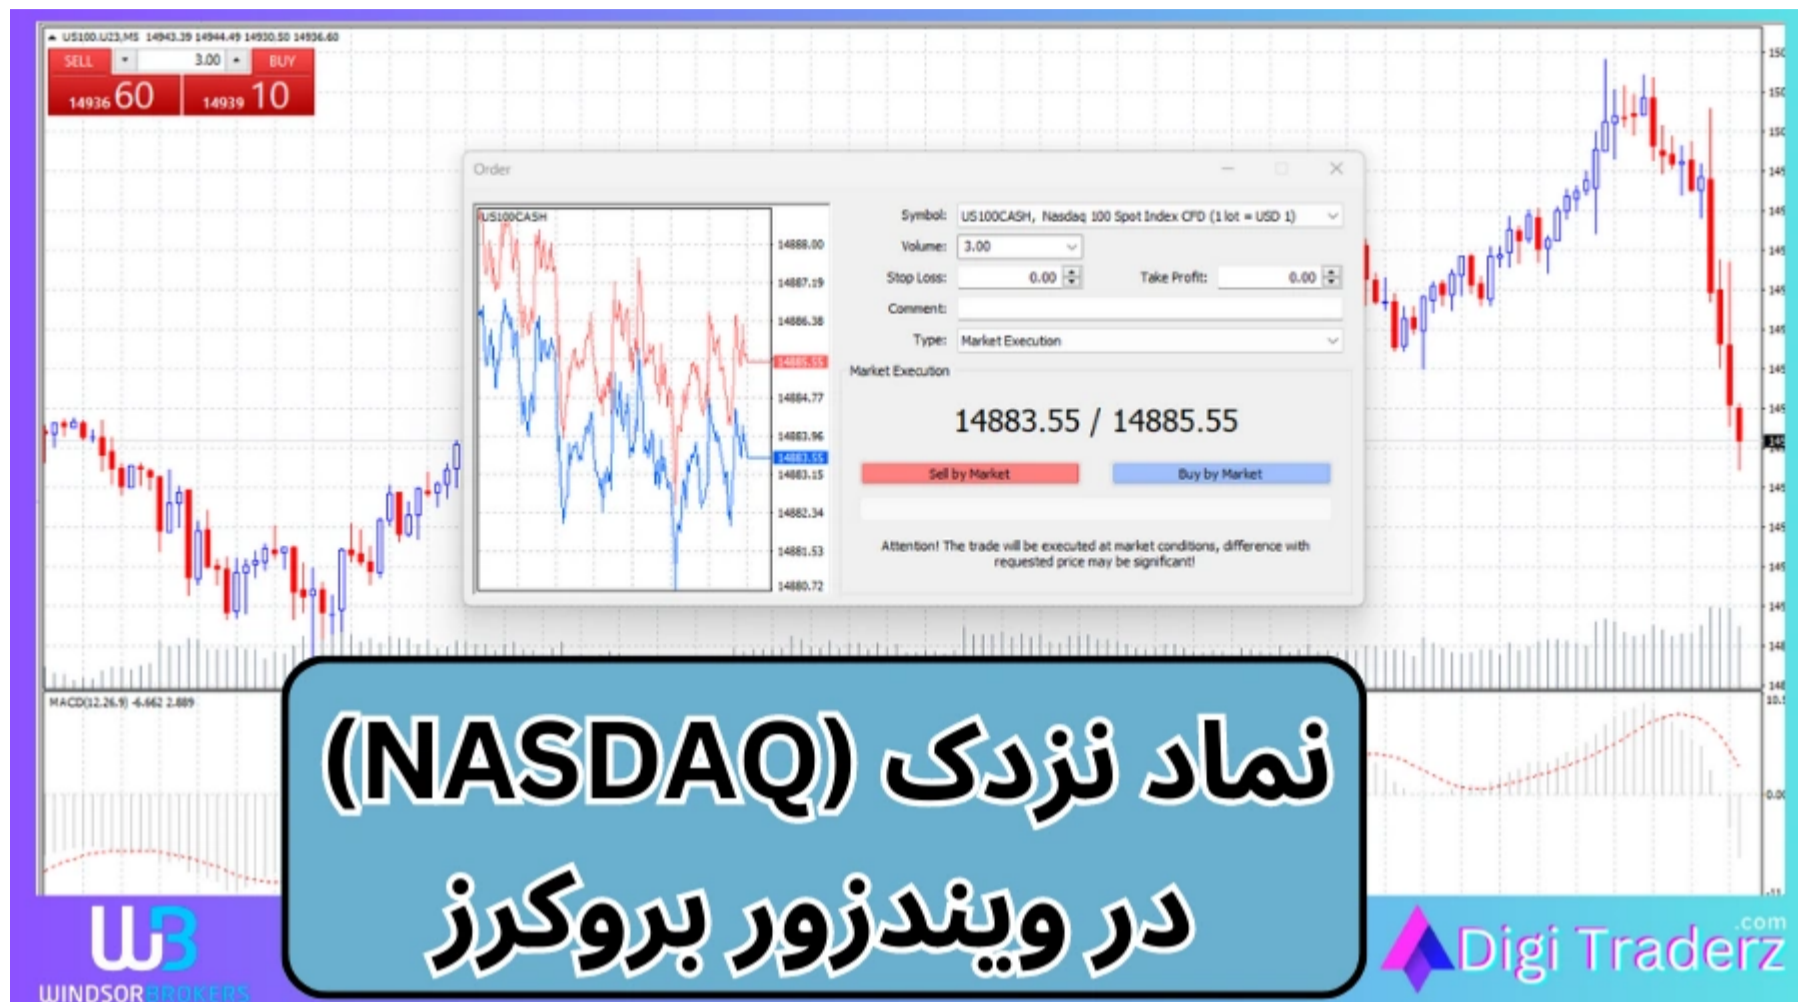 US100.U23,M5 14943.39 14944.49 14930.50 14936.60
SELL 3.00 BUY
14936 60 14939 10
Order
US100CASH
14888.00
14887.19
14886.38
14885.55
14884.77
14883.96
14883.55
14883.15
14882.34
14881.53
14880.72
Symbol: US100CASH, Nasdaq 100 Spot Index CFD (1 lot = USD 1)
Volume: 3.00
Stop Loss: 0.00 Take Profit: 0.00
Comment:
Type: Market Execution
Market Execution
14883.55 / 14885.55
Sell by Market Buy by Market
Attention! The trade will be executed at market conditions, difference with
requested price may be significant!
MACD(12.26.9) -6.662 2.889
0.00
نماد نزدک (NASDAQ)
در ویندزور بروکرز
WB
WINDSOR BROKERS
Digi Traderz
.com